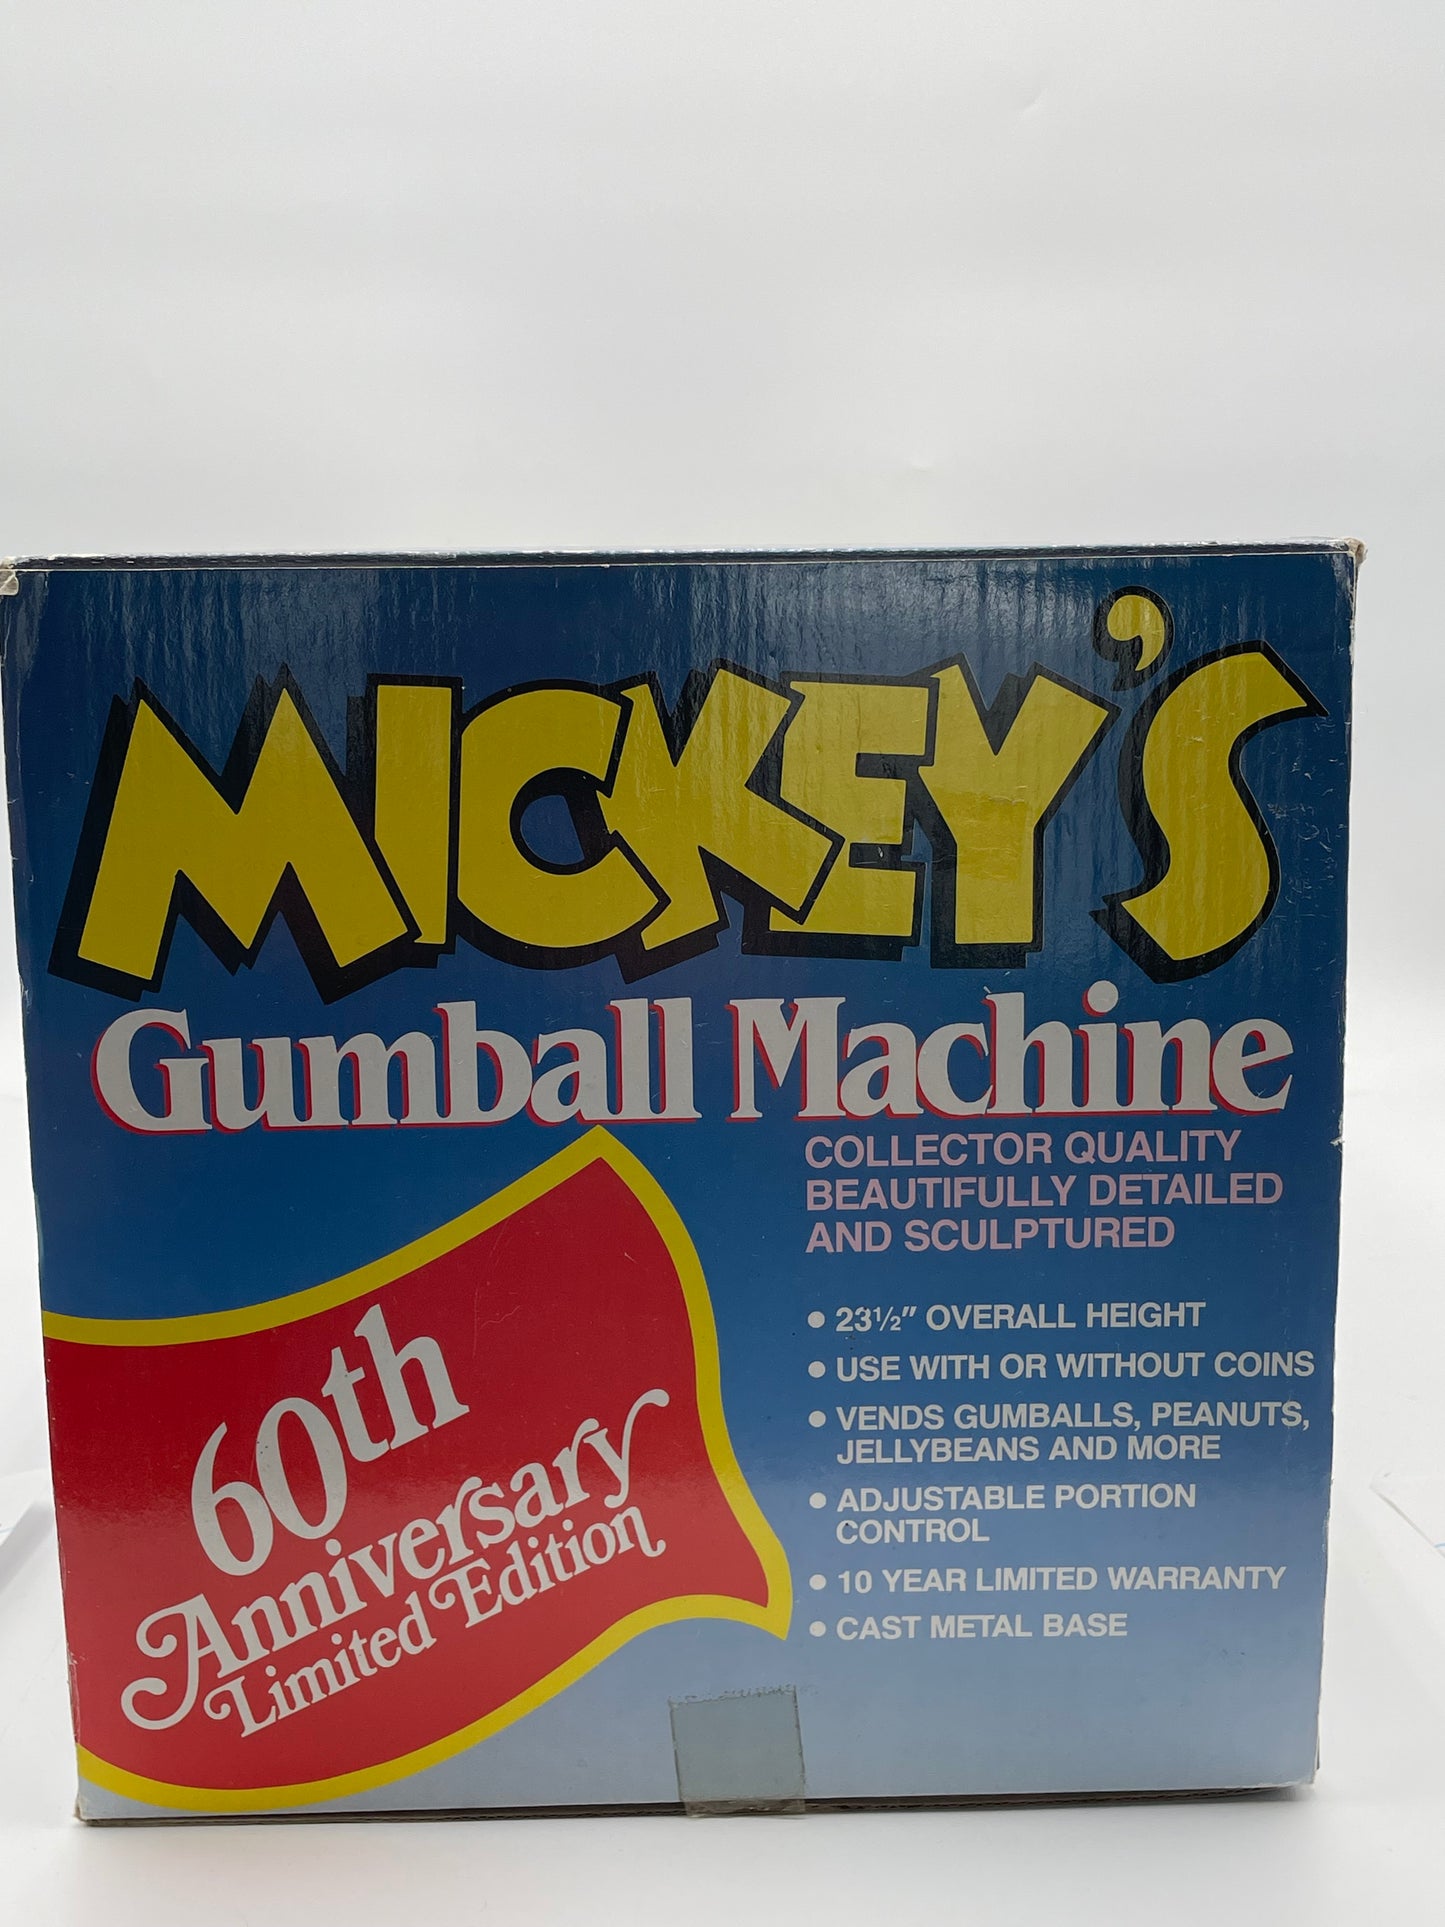 MICKEY'S
Gumball Machine
COLLECTOR QUALITY
BEAUTIFULLY DETAILED
AND SCULPTURED
60th
Anniversary
Limited Edition
• 23½" OVERALL HEIGHT
• USE WITH OR WITHOUT COINS
• VENDS GUMBALLS, PEANUTS,
JELLYBEANS AND MORE
• ADJUSTABLE PORTION
CONTROL
• 10 YEAR LIMITED WARRANTY
• CAST METAL BASE